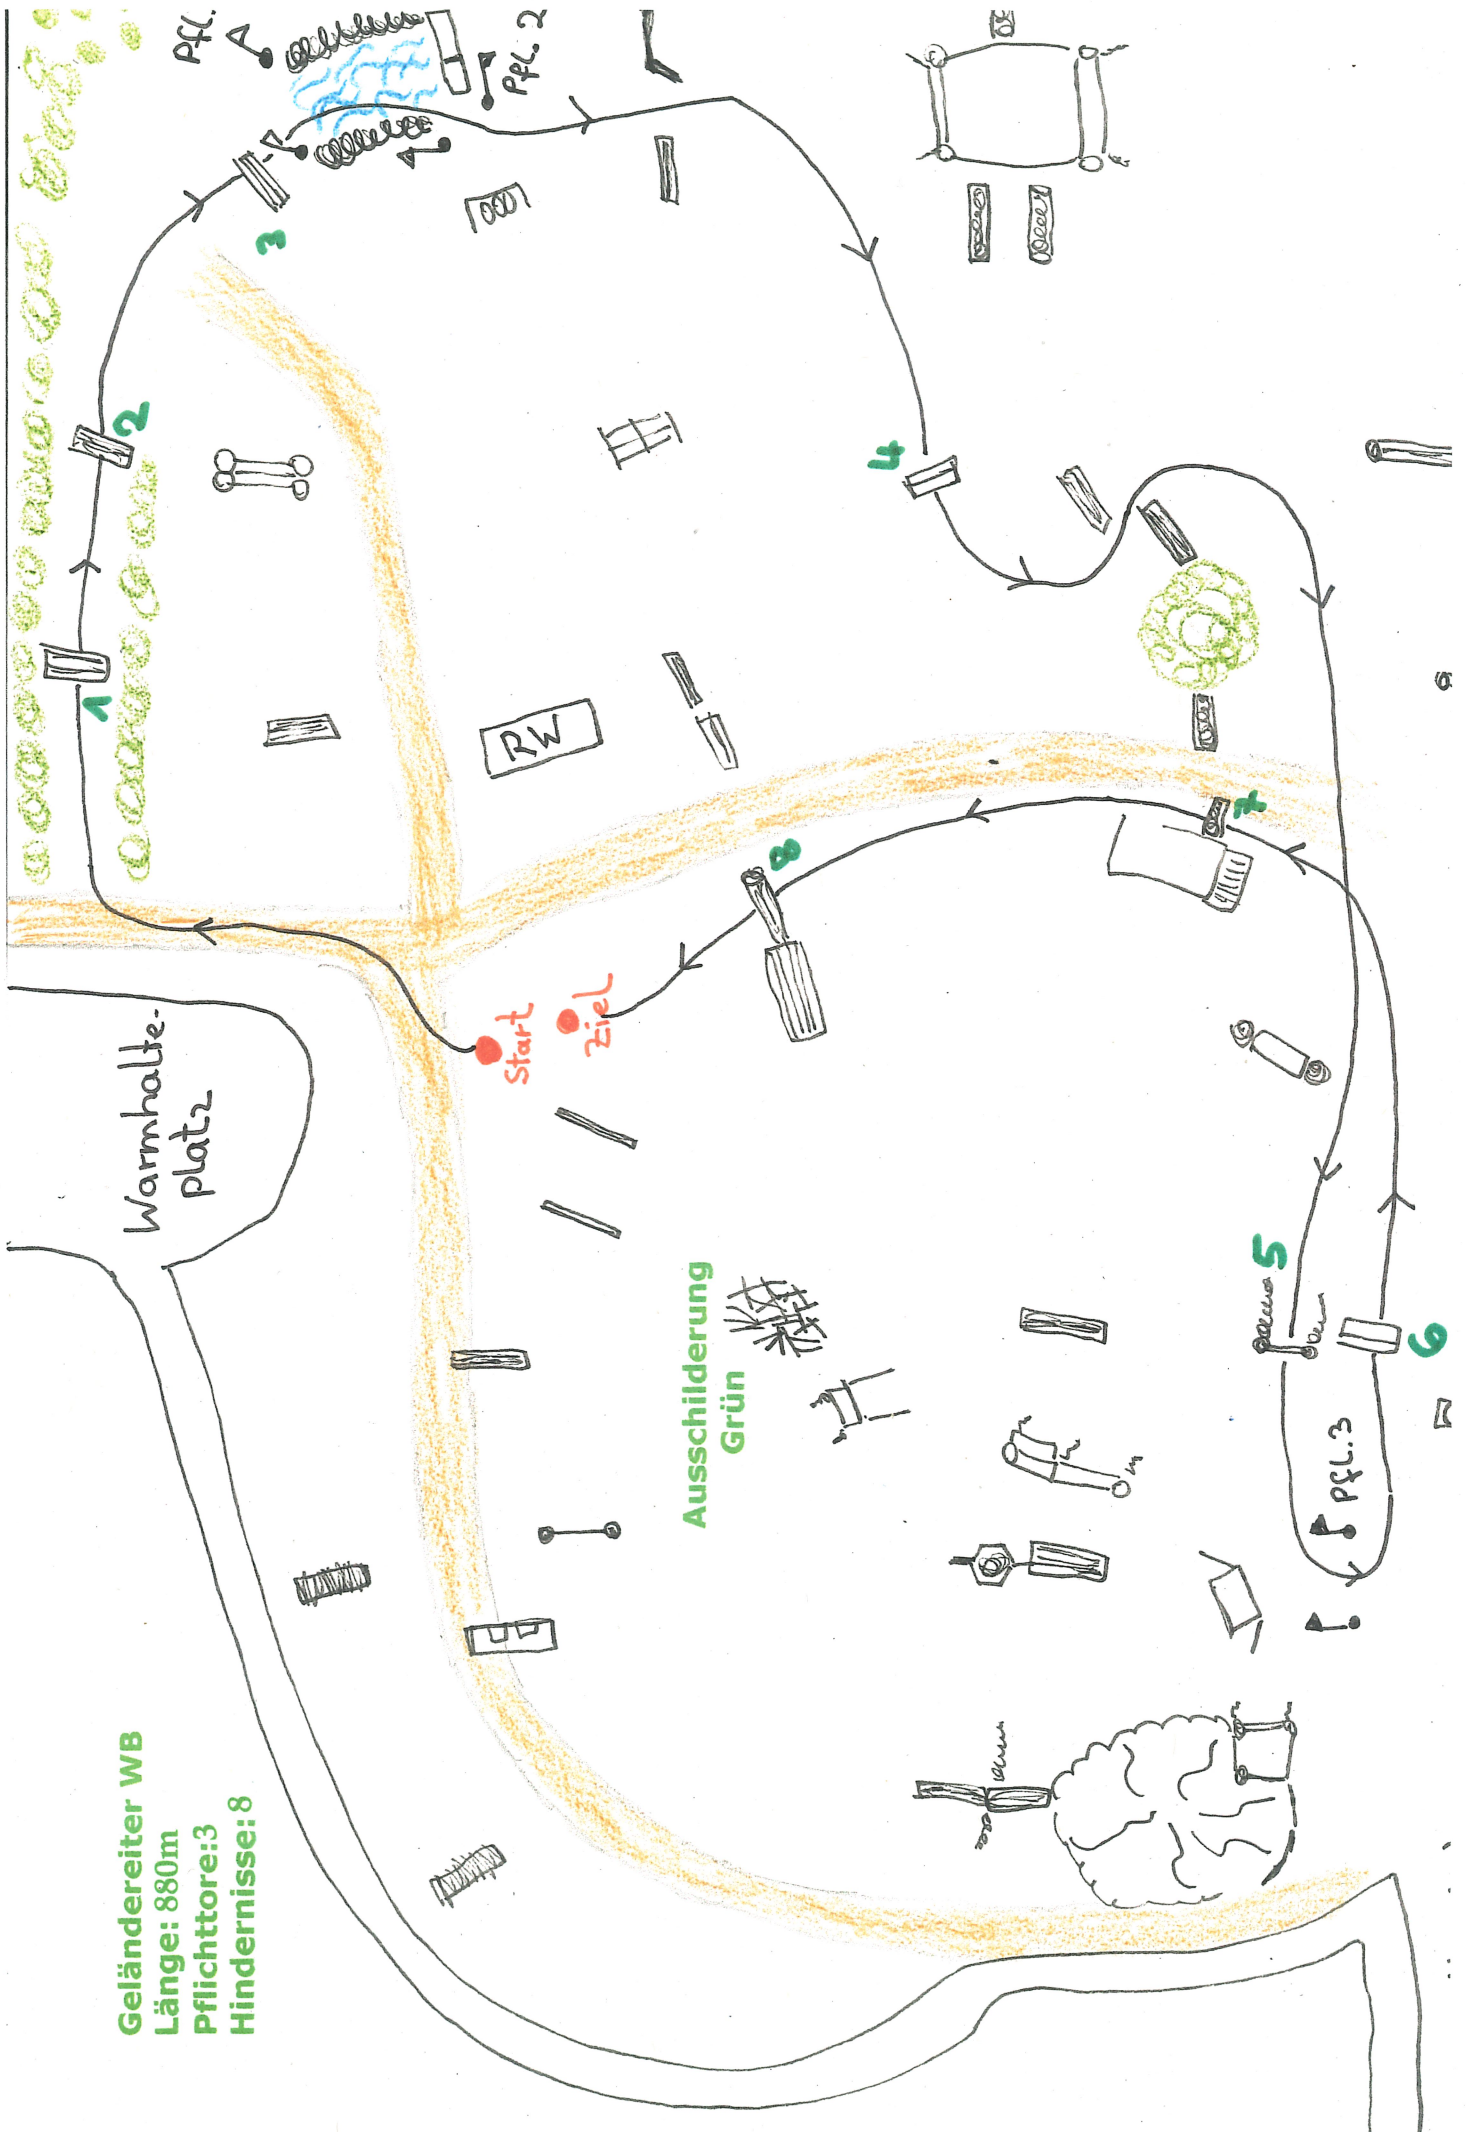 Geländereiter WB
Länge: 880m
Pflichttore:3
Hindernisse: 8
Ausschilderung
Grün
Warmhalte-
platz
Start
Ziel
1
2
3
Pfl.
Pfl. 2
4
5
Pfl.3
6
7
8
RW